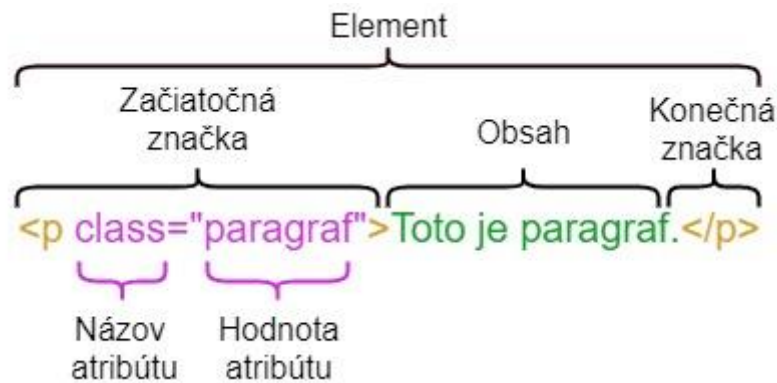 Element
Začiatočná
značka
Obsah
Konečná
značka
<p class="paragraf">Toto je paragraf.</p>
Názov
atribútu
Hodnota
atribútu